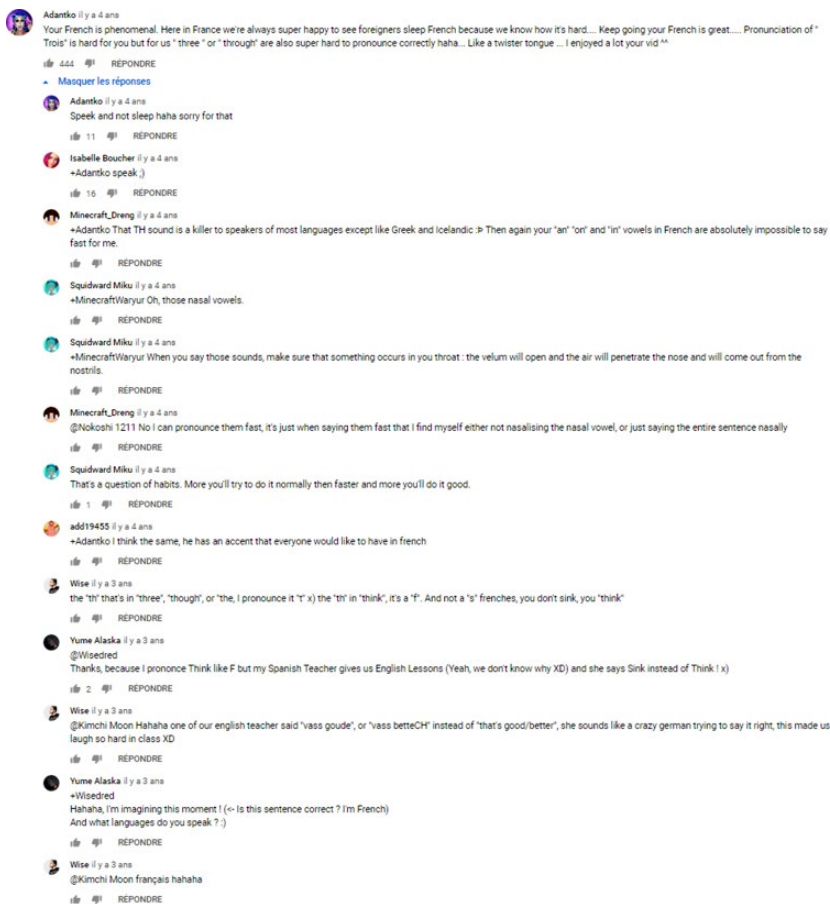 Adantko il y a 4 ans
Your French is phenomenal. Here in France we're always super happy to see foreigners sleep French because we know how it's hard.... Keep going your French is great..... Pronunciation of "
Trois" is hard for you but for us " three " or " through" are also super hard to pronounce correctly haha... Like a twister tongue ... I enjoyed a lot your vid ^^
444 RÉPONDRE
Masquer les réponses
Adantko il y a 4 ans
Speek and not sleep haha sorry for that
11 RÉPONDRE
Isabelle Boucher il y a 4 ans
+Adantko speak ;)
16 RÉPONDRE
Minecraft_Dreng il y a 4 ans
+Adantko That TH sound is a killer to speakers of most languages except like Greek and Icelandic :Þ Then again your "an" "on" and "in" vowels in French are absolutely impossible to say
fast for me.
RÉPONDRE
Squidward Miku il y a 4 ans
+MinecraftWaryur Oh, those nasal vowels.
RÉPONDRE
Squidward Miku il y a 4 ans
+MinecraftWaryur When you say those sounds, make sure that something occurs in you throat : the velum will open and the air will penetrate the nose and will come out from the
nostrils.
RÉPONDRE
Minecraft_Dreng il y a 4 ans
@Nokoshi 1211 No I can pronounce them fast, it's just when saying them fast that I find myself either not nasalising the nasal vowel, or just saying the entire sentence nasally
RÉPONDRE
Squidward Miku il y a 4 ans
That's a question of habits. More you'll try to do it normally then faster and more you'll do it good.
1 RÉPONDRE
add19455 il y a 4 ans
+Adantko I think the same, he has an accent that everyone would like to have in french
RÉPONDRE
Wise il y a 3 ans
the "th" that's in "three", "though", or "the, I pronounce it "t" x) the "th" in "think", it's a "f". And not a "s" frenches, you don't sink, you "think"
RÉPONDRE
Yume Alaska il y a 3 ans
@Wisedred
Thanks, because I prononce Think like F but my Spanish Teacher gives us English Lessons (Yeah, we don't know why XD) and she says Sink instead of Think ! x)
2 RÉPONDRE
Wise il y a 3 ans
@Kimchi Moon Hahaha one of our english teacher said "vass goude", or "vass betteCH" instead of "that's good/better", she sounds like a crazy german trying to say it right, this made us
laugh so hard in class XD
RÉPONDRE
Yume Alaska il y a 3 ans
+Wisedred
Hahaha, I'm imagining this moment ! (<- Is this sentence correct ? I'm French)
And what languages do you speak ? :)
RÉPONDRE
Wise il y a 3 ans
@Kimchi Moon français hahaha
RÉPONDRE